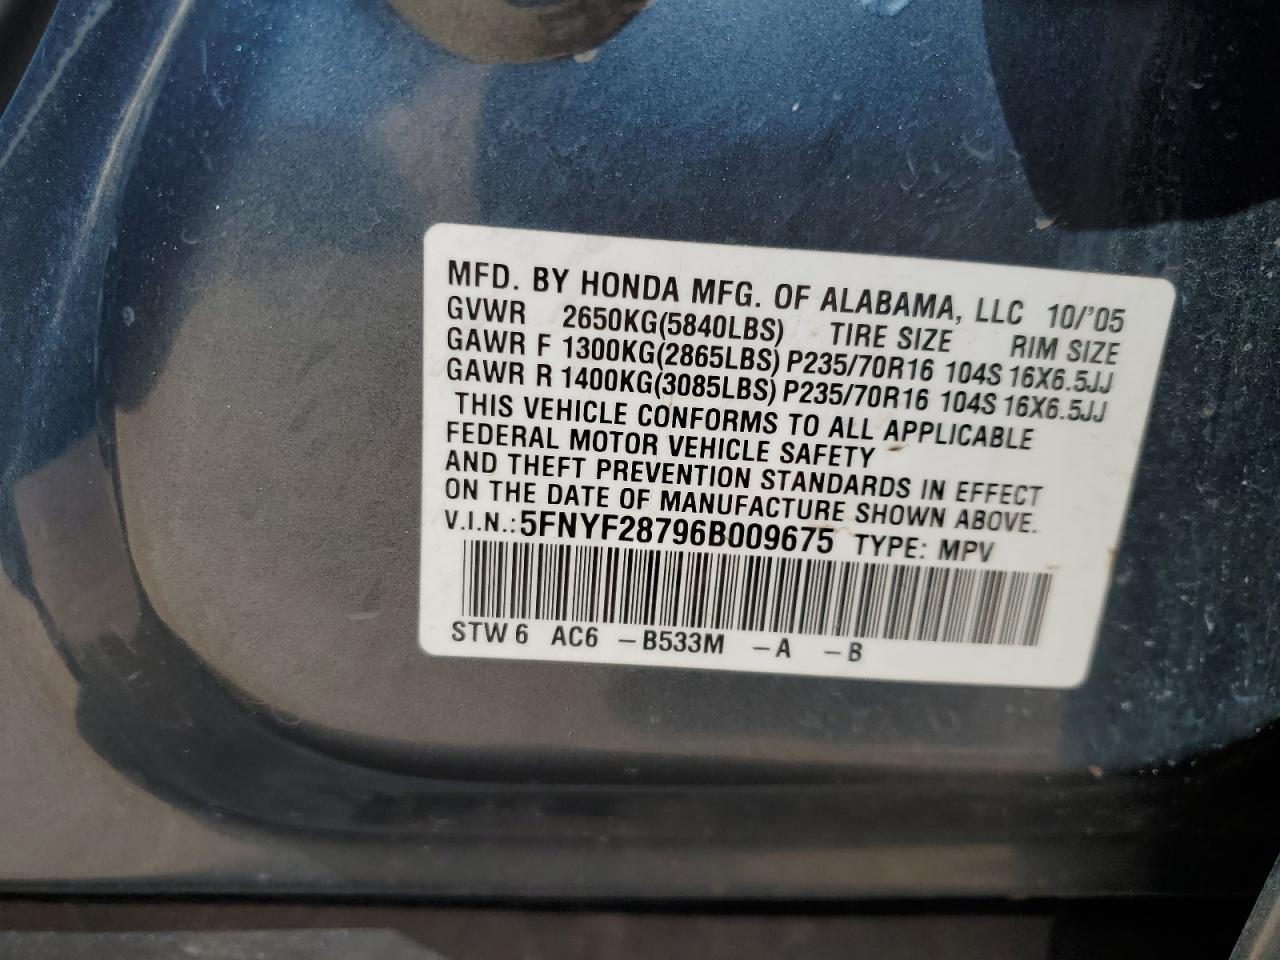 MFD. BY HONDA MFG. OF ALABAMA, LLC 10/'05
GVWR 2650KG(5840LBS) TIRE SIZE RIM SIZE
GAWR F 1300KG(2865LBS) P235/70R16 104S 16X6.5JJ
GAWR R 1400KG(3085LBS) P235/70R16 104S 16X6.5JJ
THIS VEHICLE CONFORMS TO ALL APPLICABLE
FEDERAL MOTOR VEHICLE SAFETY
AND THEFT PREVENTION STANDARDS IN EFFECT
ON THE DATE OF MANUFACTURE SHOWN ABOVE.
V.I.N.: 5FNYF28796B009675 TYPE: MPV
STW 6 AC6 – B533M – A – B